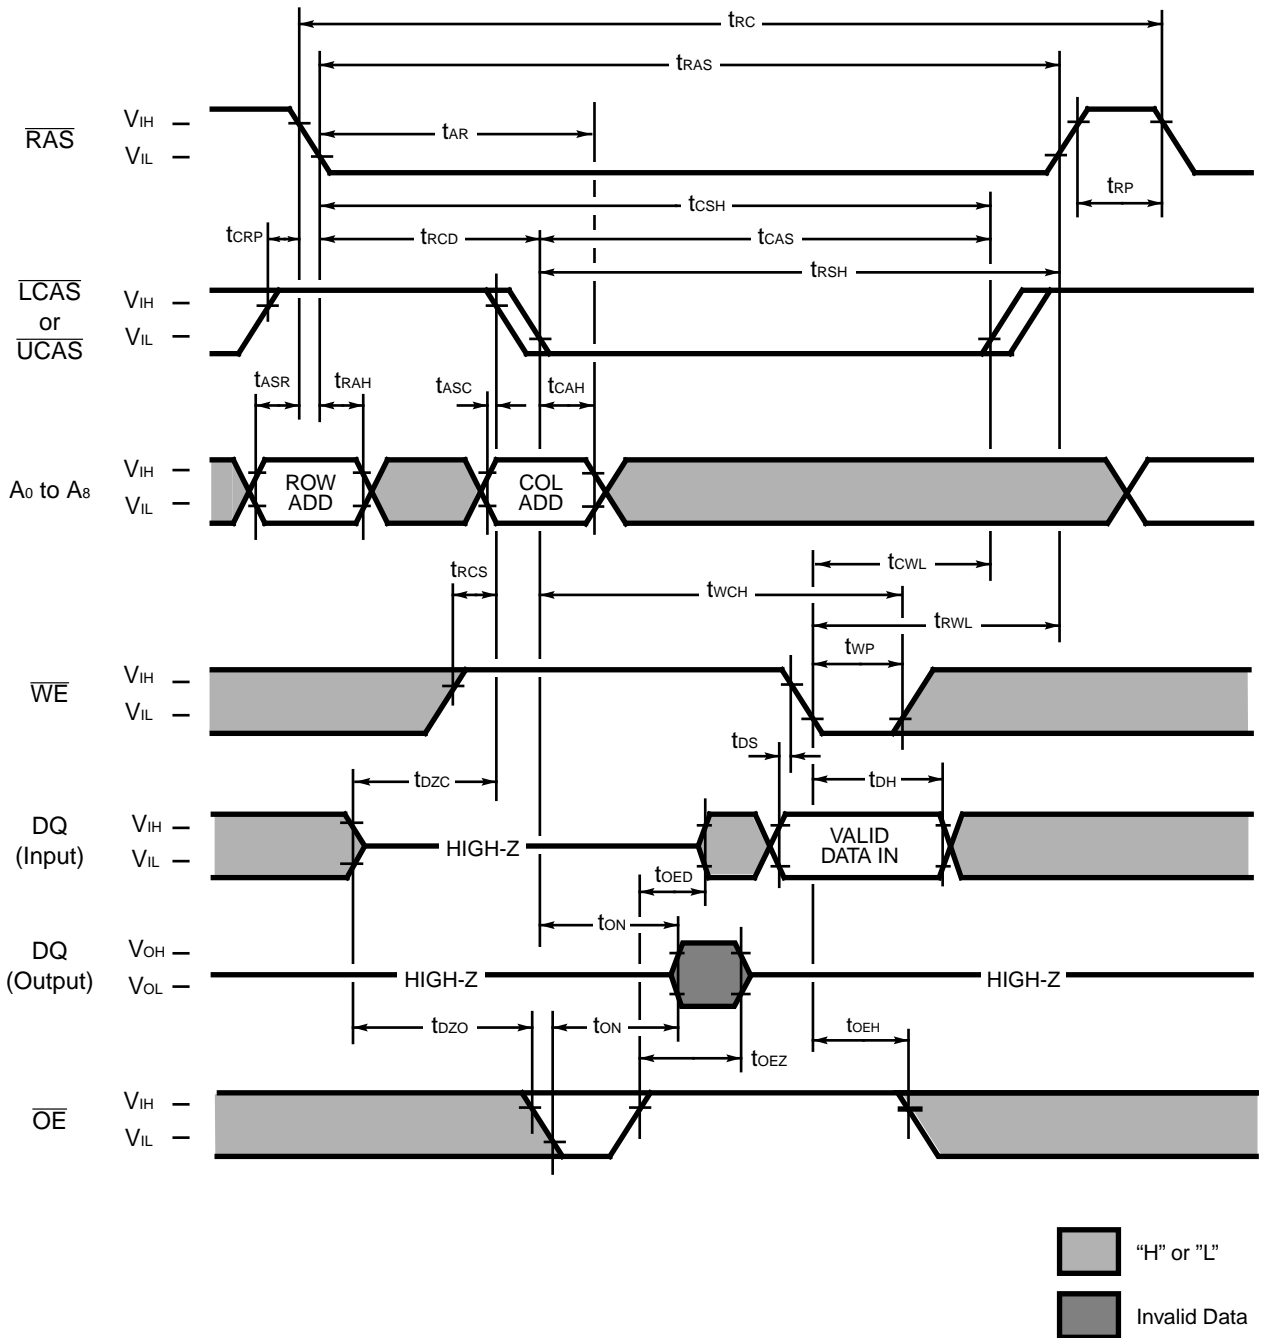 tRC
tRAS
RAS
VIH
VIL
tAR
tRP
tCSH
tCRP
tRCD
tCAS
tRSH
LCAS
or
UCAS
VIH
VIL
tASR
tRAH
tASC
tCAH
A0 to A8
VIH
VIL
ROW
ADD
COL
ADD
tCWL
tRCS
tWCH
tRWL
tWP
WE
VIH
VIL
tDS
tDZC
tDH
DQ
(Input)
VIH
VIL
HIGH-Z
VALID
DATA IN
tOED
tON
DQ
(Output)
VOH
VOL
HIGH-Z
HIGH-Z
tDZO
tON
tOEH
tOEZ
OE
VIH
VIL
“H” or ”L”
Invalid Data